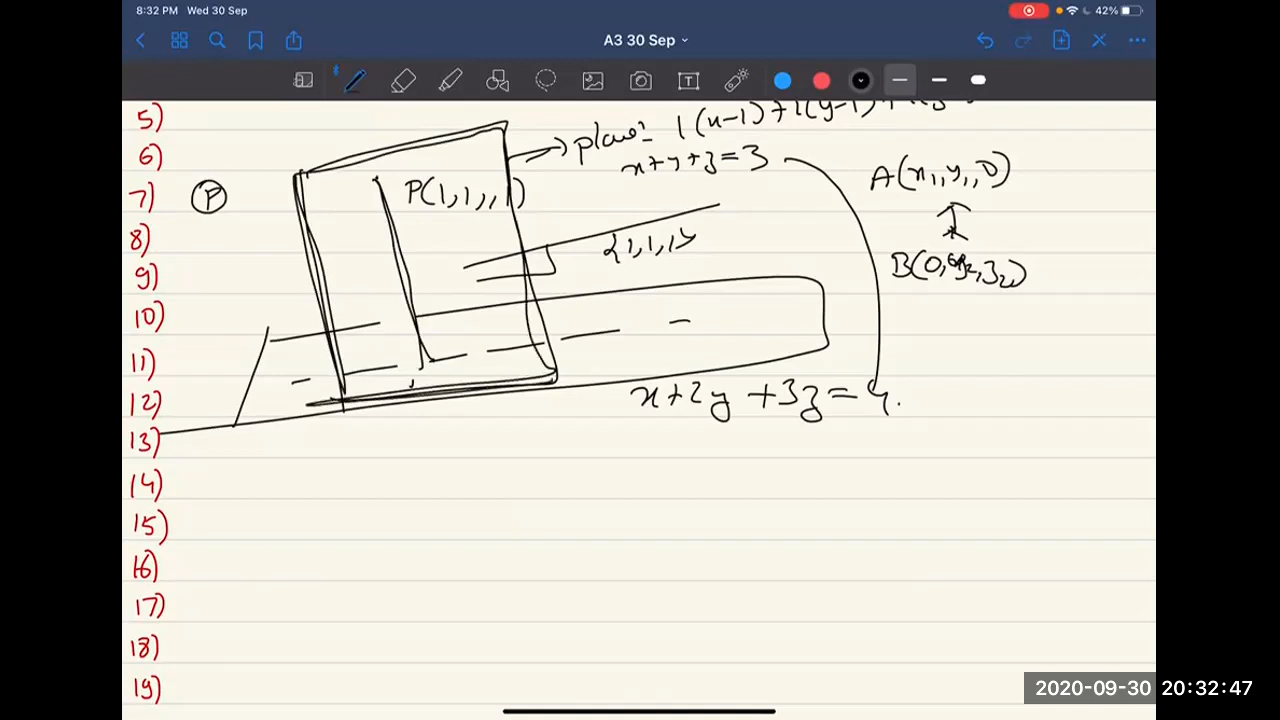 8:32 PM Wed 30 Sep
42%
A3 30 Sep
5)
plane: 1(x-1)+1(y-1)+
6)
x+y+z=3
A(x₁,y₁,0)
7)
P
P(1,1,,1)
8)
<1,1,1>
9)
B(0,y₂,z₂)
10)
11)
12)
x+2y+3z=4.
13)
14)
15)
16)
17)
18)
19)
2020-09-30 20:32:47